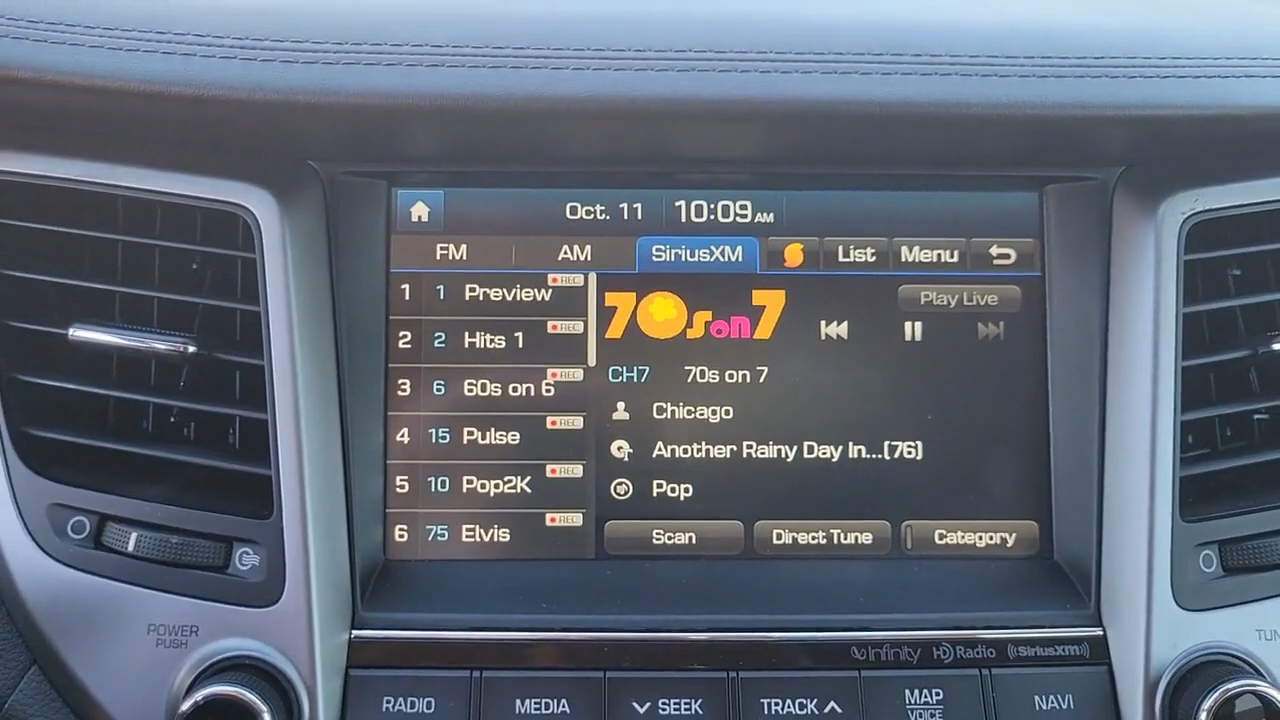 Oct. 11 10:09 AM
FM AM SiriusXM List Menu
1 1 Preview REC
2 2 Hits 1 REC
3 6 60s on 6 REC
4 15 Pulse REC
5 10 Pop2K REC
6 75 Elvis REC
70s on 7
Play Live
CH7 70s on 7
Chicago
Another Rainy Day In...(76)
Pop
Scan Direct Tune Category
POWER
PUSH
TUN
Infinity HD Radio ((SiriusXM))
RADIO MEDIA SEEK TRACK MAP NAVI
VOICE